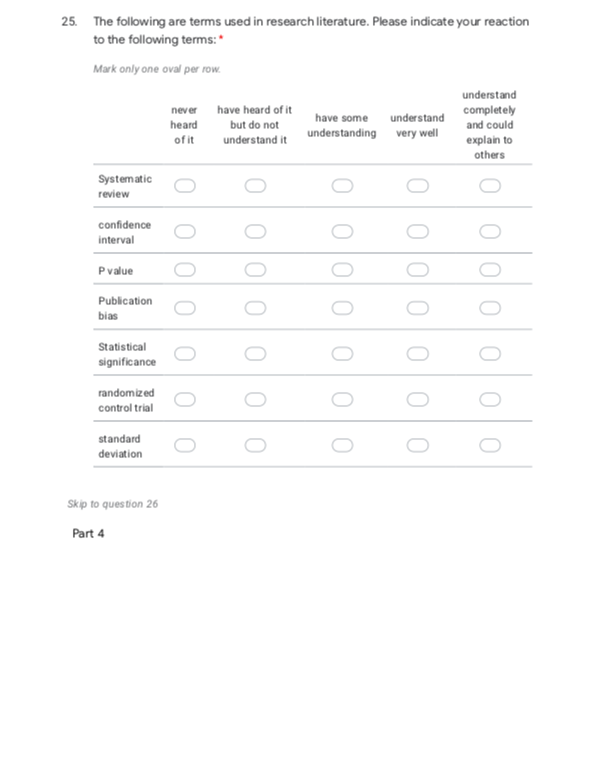 25. The following are terms used in research literature. Please indicate your reaction
to the following terms: *
Mark only one oval per row.
never
heard
of it
have heard of it
but do not
understand it
have some
understanding
understand
very well
understand
completely
and could
explain to
others
Systematic
review
confidence
interval
P value
Publication
bias
Statistical
significance
randomized
control trial
standard
deviation
Skip to question 26
Part 4